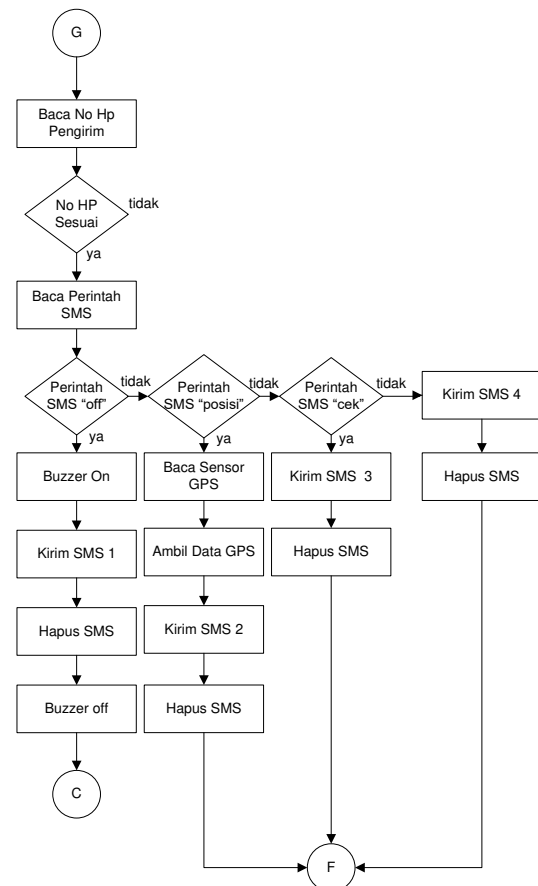 G
Baca No Hp
Pengirim
No HP
Sesuai
tidak
ya
Baca Perintah
SMS
Perintah
SMS “off”
tidak
ya
Perintah
SMS “posisi”
tidak
ya
Perintah
SMS “cek”
tidak
ya
Kirim SMS 4
Hapus SMS
Buzzer On
Kirim SMS 1
Hapus SMS
Buzzer off
C
Baca Sensor
GPS
Ambil Data GPS
Kirim SMS 2
Hapus SMS
Kirim SMS 3
Hapus SMS
F